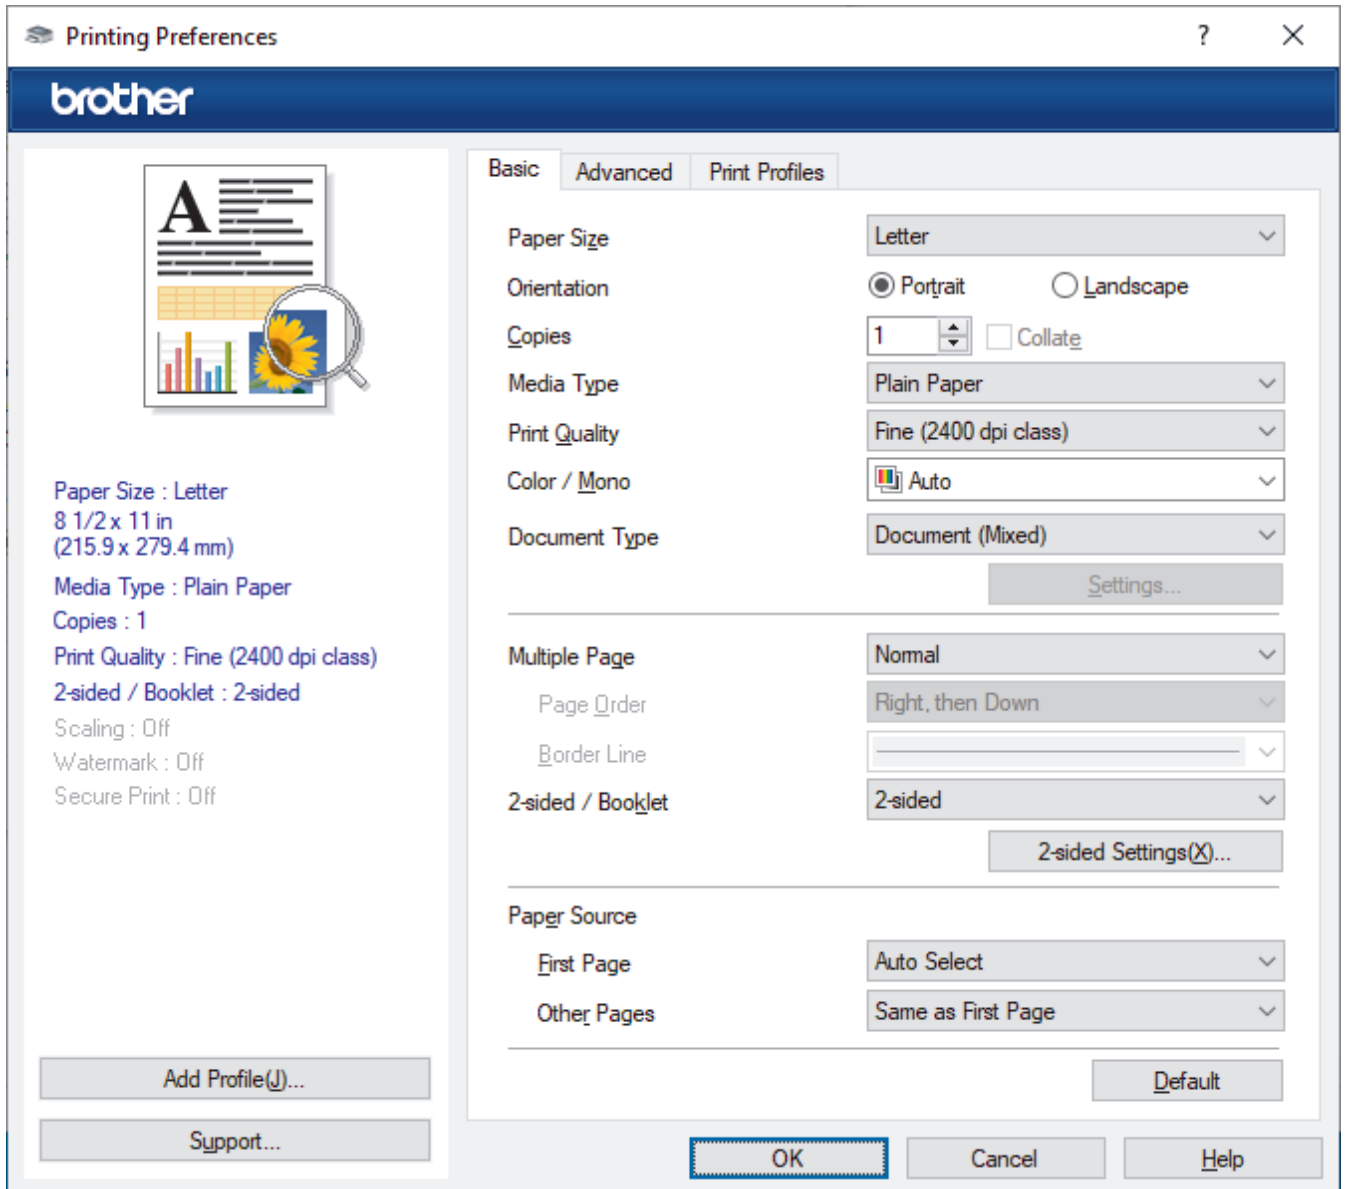 Printing Preferences
?
brother
A
Paper Size : Letter
8 1/2 x 11 in
(215.9 x 279.4 mm)
Media Type : Plain Paper
Copies : 1
Print Quality : Fine (2400 dpi class)
2-sided / Booklet : 2-sided
Scaling : Off
Watermark : Off
Secure Print : Off
Add Profile(J)...
Support...
Basic Advanced Print Profiles
Paper Size Letter
Orientation Portrait Landscape
Copies 1 Collate
Media Type Plain Paper
Print Quality Fine (2400 dpi class)
Color / Mono Auto
Document Type Document (Mixed)
Settings...
Multiple Page Normal
Page Order Right, then Down
Border Line
2-sided / Booklet 2-sided
2-sided Settings(X)...
Paper Source
First Page Auto Select
Other Pages Same as First Page
Default
OK Cancel Help